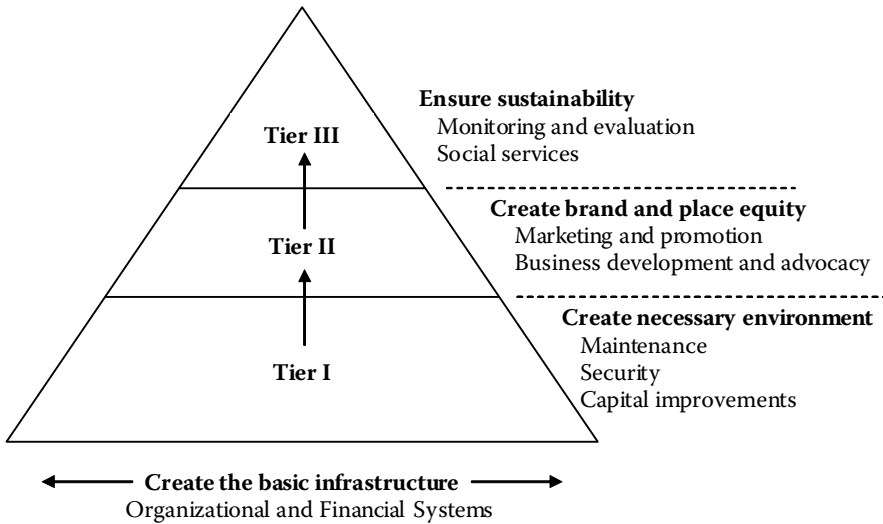 Ensure sustainability
Monitoring and evaluation
Social services
Tier III
Create brand and place equity
Marketing and promotion
Business development and advocacy
Tier II
Create necessary environment
Maintenance
Security
Capital improvements
Tier I
Create the basic infrastructure
Organizational and Financial Systems